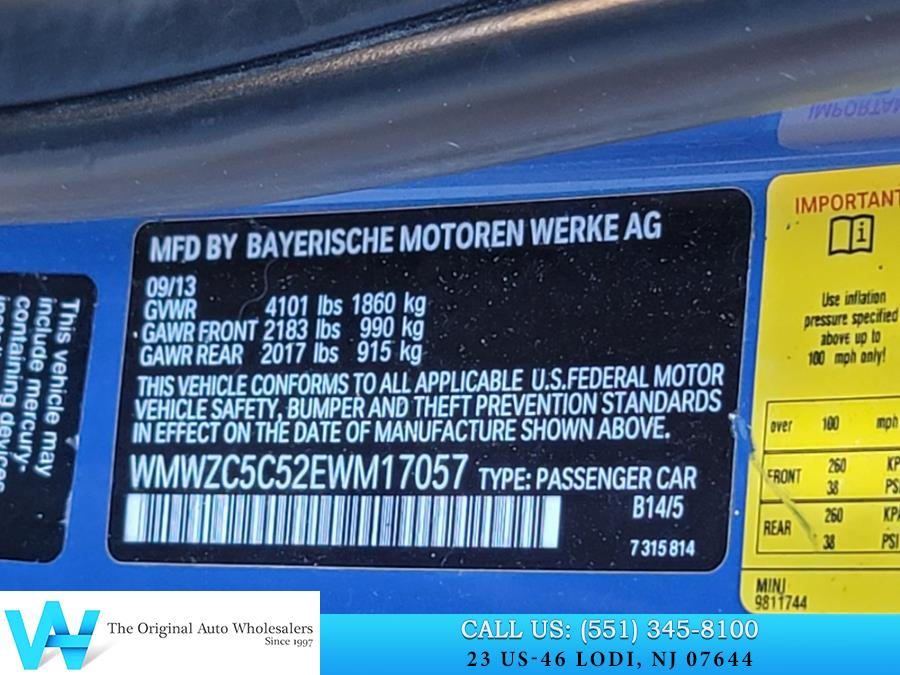 IMPORTAN
IMPORTANT
MFD BY BAYERISCHE MOTOREN WERKE AG
09/13
GVWR 4101 lbs 1860 kg
GAWR FRONT 2183 lbs 990 kg
GAWR REAR 2017 lbs 915 kg
THIS VEHICLE CONFORMS TO ALL APPLICABLE U.S.FEDERAL MOTOR
VEHICLE SAFETY, BUMPER AND THEFT PREVENTION STANDARDS
IN EFFECT ON THE DATE OF MANUFACTURE SHOWN ABOVE.
WMWZC5C52EWM17057 TYPE: PASSENGER CAR
B14/5
7 315 814
This vehicle may
include mercury-
containing devices
i
Use inflation
pressure specified
above up to
100 mph only!
over 100 mph
FRONT 260 KP
38 PS
REAR 260 KPA
38 PSI
MINI
9811744
The Original Auto Wholesalers
Since 1997
CALL US: (551) 345-8100
23 US-46 LODI, NJ 07644